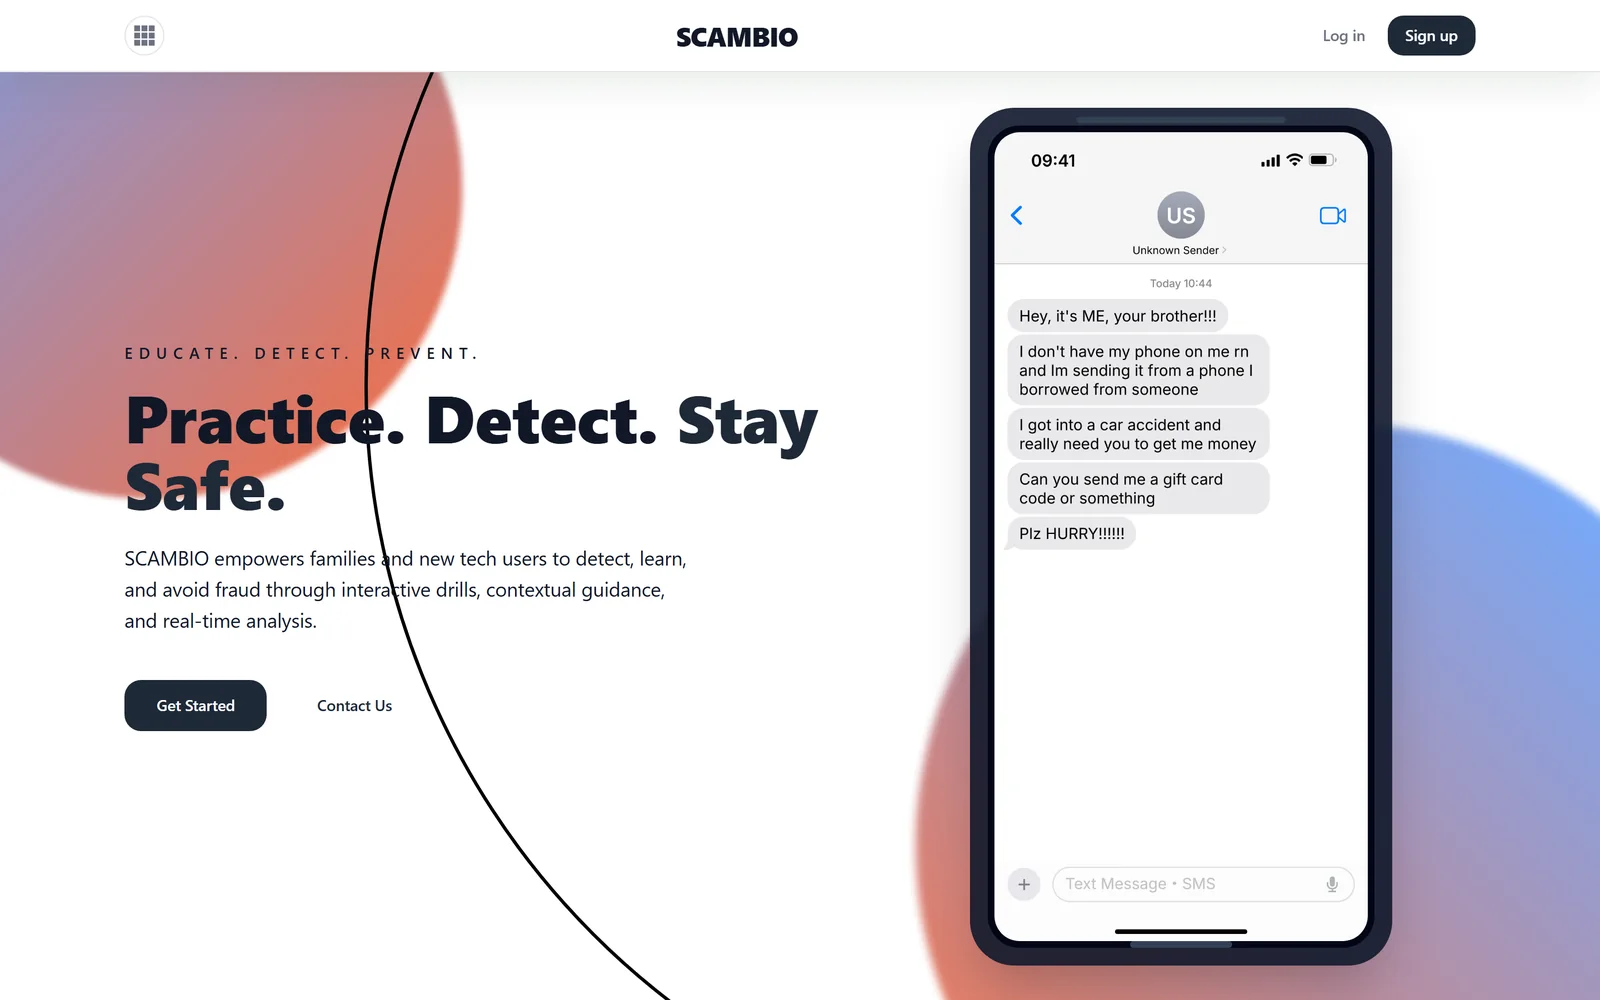 SCAMBIO
Log in
Sign up
EDUCATE. DETECT. PREVENT.
Practice. Detect. Stay
Safe.
SCAMBIO empowers families and new tech users to detect, learn,
and avoid fraud through interactive drills, contextual guidance,
and real-time analysis.
Get Started
Contact Us
09:41
US
Unknown Sender
Today 10:44
Hey, it's ME, your brother!!!
I don't have my phone on me rn
and Im sending it from a phone I
borrowed from someone
I got into a car accident and
really need you to get me money
Can you send me a gift card
code or something
Plz HURRY!!!!!!
Text Message • SMS